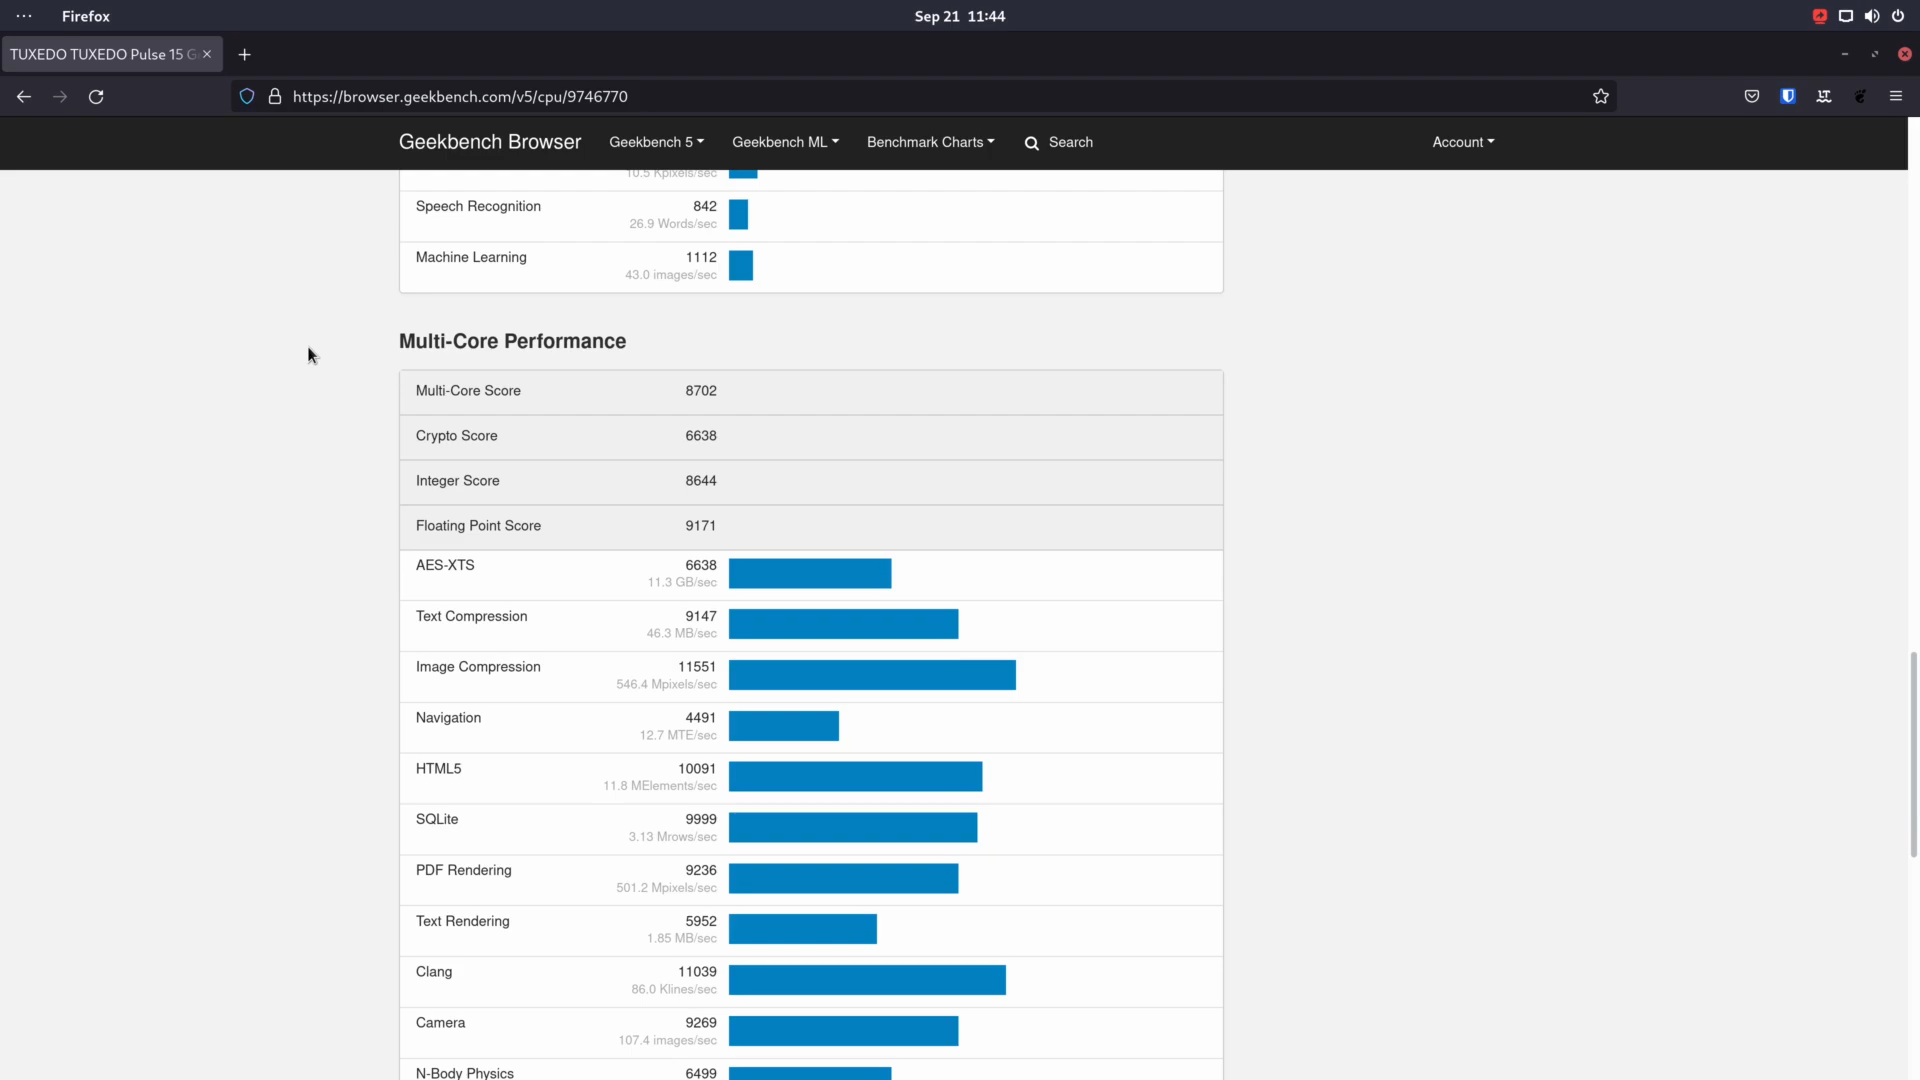 Firefox
Sep 21 11:44
TUXEDO TUXEDO Pulse 15 G
https://browser.geekbench.com/v5/cpu/9746770
Geekbench Browser Geekbench 5 Geekbench ML Benchmark Charts Search Account
10.5 Kpixels/sec
Speech Recognition 842
26.9 Words/sec
Machine Learning 1112
43.0 images/sec
Multi-Core Performance
Multi-Core Score 8702
Crypto Score 6638
Integer Score 8644
Floating Point Score 9171
AES-XTS 6638
11.3 GB/sec
Text Compression 9147
46.3 MB/sec
Image Compression 11551
546.4 Mpixels/sec
Navigation 4491
12.7 MTE/sec
HTML5 10091
11.8 MElements/sec
SQLite 9999
3.13 Mrows/sec
PDF Rendering 9236
501.2 Mpixels/sec
Text Rendering 5952
1.85 MB/sec
Clang 11039
86.0 Klines/sec
Camera 9269
107.4 images/sec
N-Body Physics 6499